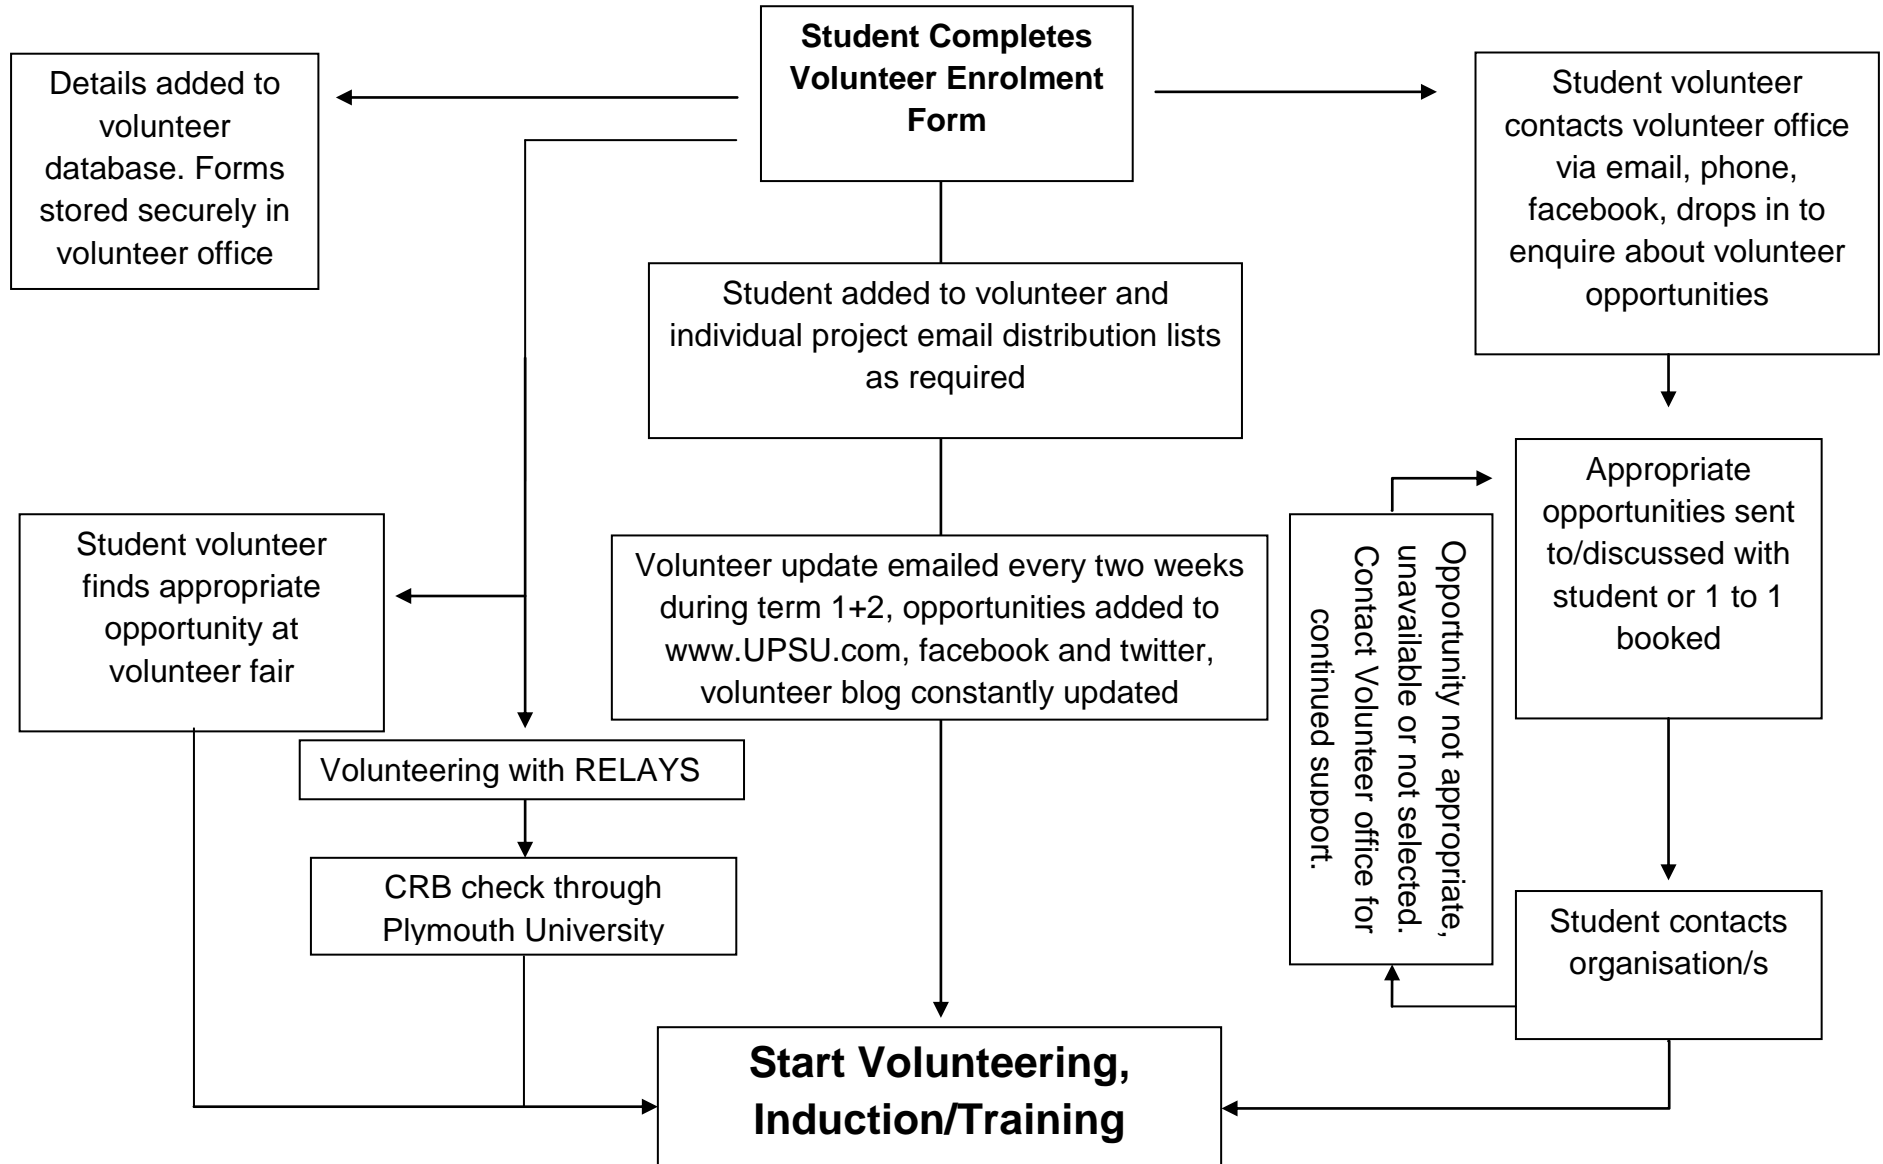 Student Completes
Volunteer Enrolment
Form
Details added to
volunteer
database. Forms
stored securely in
volunteer office
Student volunteer
contacts volunteer office
via email, phone,
facebook, drops in to
enquire about volunteer
opportunities
Student added to volunteer and
individual project email distribution lists
as required
Appropriate
opportunities sent
to/discussed with
student or 1 to 1
booked
Student volunteer
finds appropriate
opportunity at
volunteer fair
Volunteer update emailed every two weeks
during term 1+2, opportunities added to
www.UPSU.com, facebook and twitter,
volunteer blog constantly updated
Opportunity not appropriate,
unavailable or not selected.
Contact Volunteer office for
continued support.
Volunteering with RELAYS
CRB check through
Plymouth University
Student contacts
organisation/s
Start Volunteering,
Induction/Training